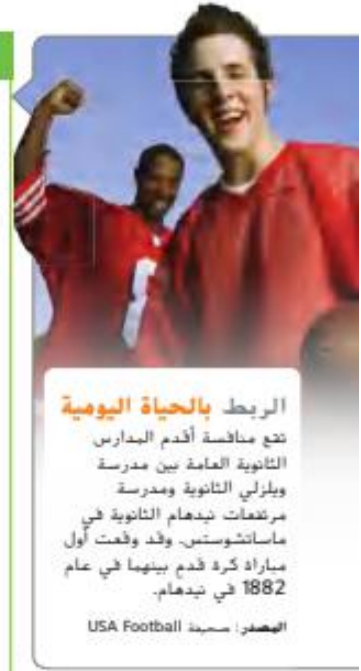 الربط بالحياة اليومية
تقع منافسة أقدم المدارس
الثانوية العامة بين مدرسة
ويلزلي الثانوية ومدرسة
مرتفعات نيدهام الثانوية في
ماساتشوستس. وقد وقعت أول
مباراة كرة قدم بينهما في عام
1882 في نيدهام.
المصدر: صحيفة USA Football